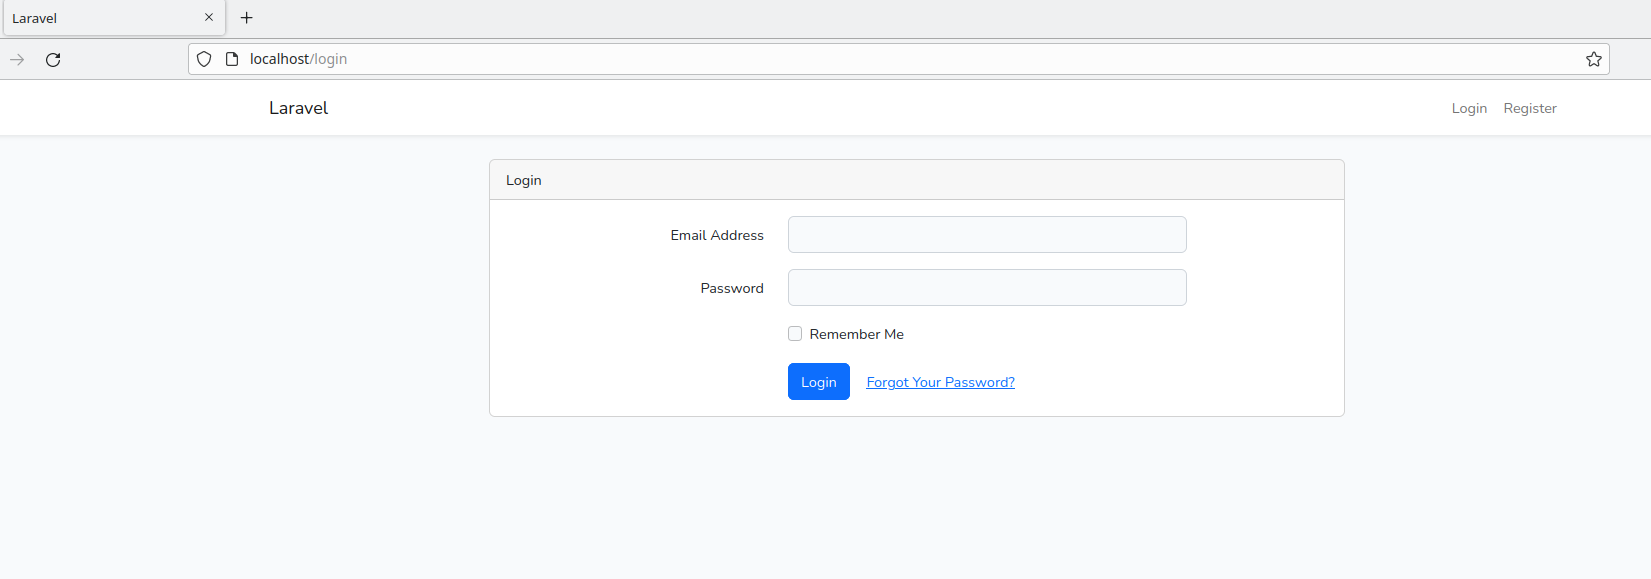 Laravel
localhost/login
Laravel
Login Register
Login
Email Address
Password
Remember Me
Login Forgot Your Password?